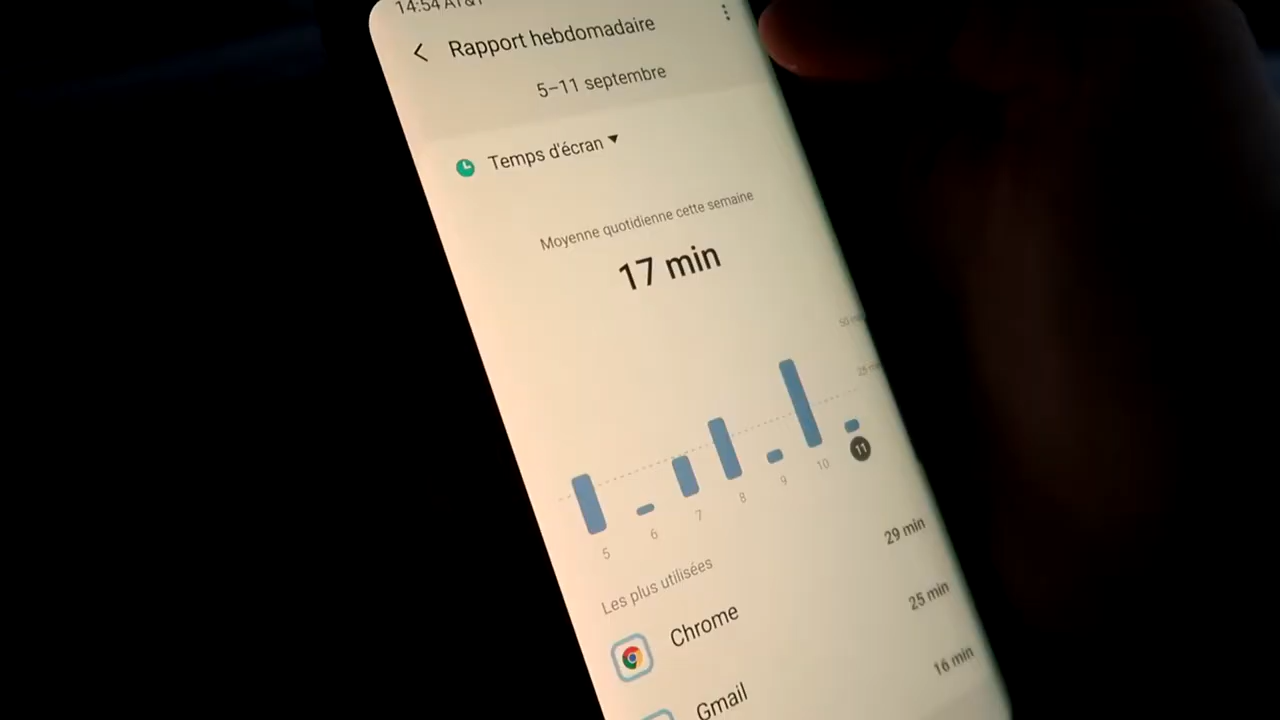 14:54 AT&T
Rapport hebdomadaire
5–11 septembre
Temps d'écran
Moyenne quotidienne cette semaine
17 min
50 min
25 min
5 6 7 8 9 10 11
Les plus utilisées
Chrome 29 min
Gmail 25 min
16 min